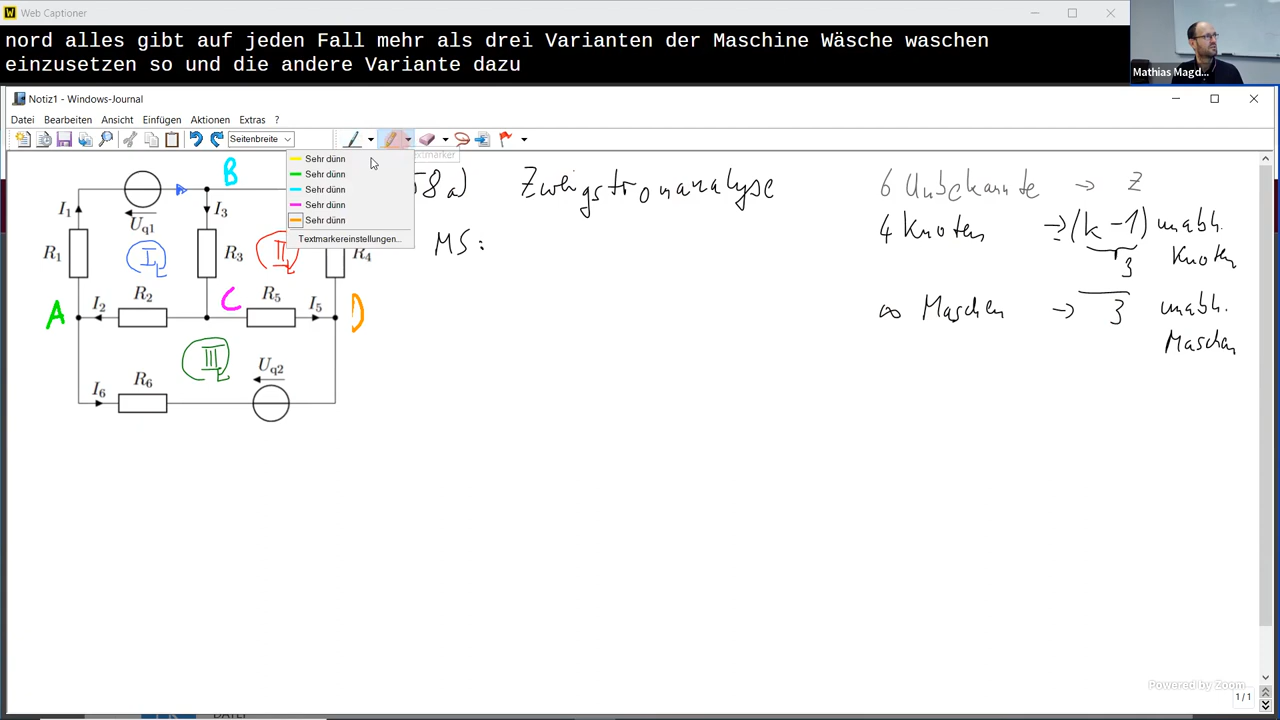 Web Captioner
nord alles gibt auf jeden Fall mehr als drei Varianten der Maschine Wäsche waschen
einzusetzen so und die andere Variante dazu
Mathias Magd...
Notiz1 - Windows-Journal
Datei Bearbeiten Ansicht Einfügen Aktionen Extras ?
Seitenbreite
Sehr dünn
Sehr dünn
Sehr dünn
Sehr dünn
Sehr dünn
Textmarkereinstellungen...
extmarker
B
I1
Uq1
I3
R1
I
R3
II
R4
A
I2
R2
C
R5
I5
D
III
I6
R6
Uq2
58a) Zweigstromanalyse
MS:
6 Unbekannte → Z
4 Knoten → (k-1) unabh.
3 Knoten
∞ Maschen → 3 unabh.
Maschen
Powered by Zoom
1/1